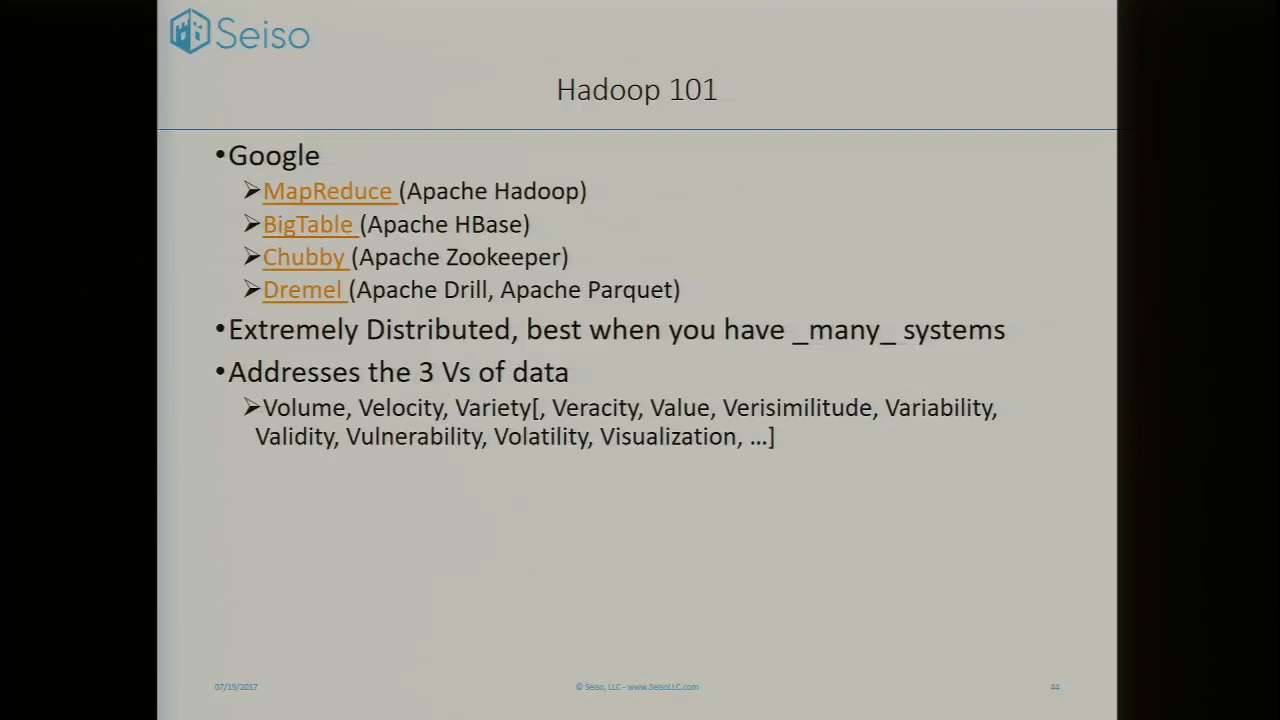 Seiso
Hadoop 101
•Google
➢MapReduce (Apache Hadoop)
➢BigTable (Apache HBase)
➢Chubby (Apache Zookeeper)
➢Dremel (Apache Drill, Apache Parquet)
•Extremely Distributed, best when you have _many_ systems
•Addresses the 3 Vs of data
➢Volume, Velocity, Variety[, Veracity, Value, Verisimilitude, Variability,
Validity, Vulnerability, Volatility, Visualization, …]
07/19/2017 © Seiso, LLC - www.SeisoLLC.com 44